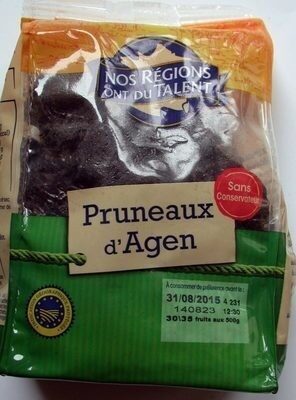 NOS RÉGIONS
ONT DU TALENT
Sans
Conservateur
Pruneaux
d'Agen
A consommer de préférence avant le :
31/08/2015 4 231
140823 12:30
30\35 fruits aux 500g